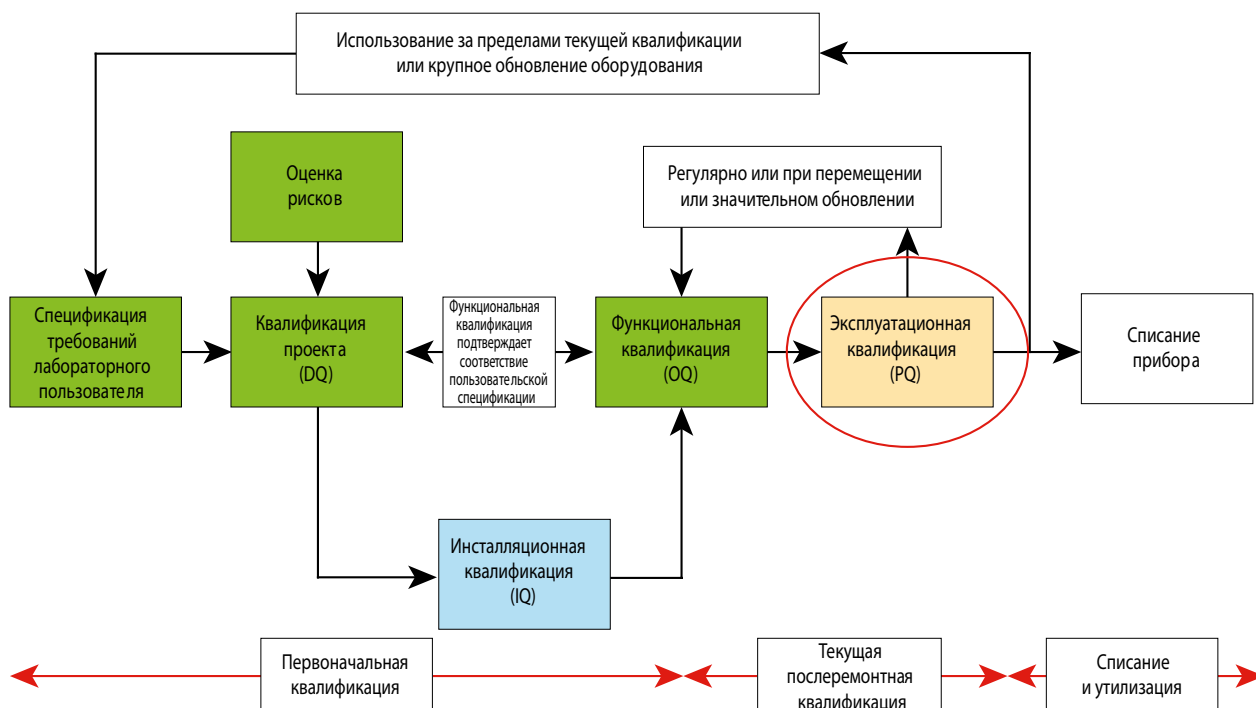 Использование за пределами текущей квалификации
или крупное обновление оборудования
Оценка
рисков
Регулярно или при перемещении
или значительном обновлении
Спецификация
требований
лабораторного
пользователя
Квалификация
проекта
(DQ)
Функциональная
квалификация
подтверждает
соответствие
пользовательской
спецификации
Функциональная
квалификация
(OQ)
Эксплуатационная
квалификация
(PQ)
Списание
прибора
Инсталляционная
квалификация
(IQ)
Первоначальная
квалификация
Текущая
послеремонтная
квалификация
Списание
и утилизация